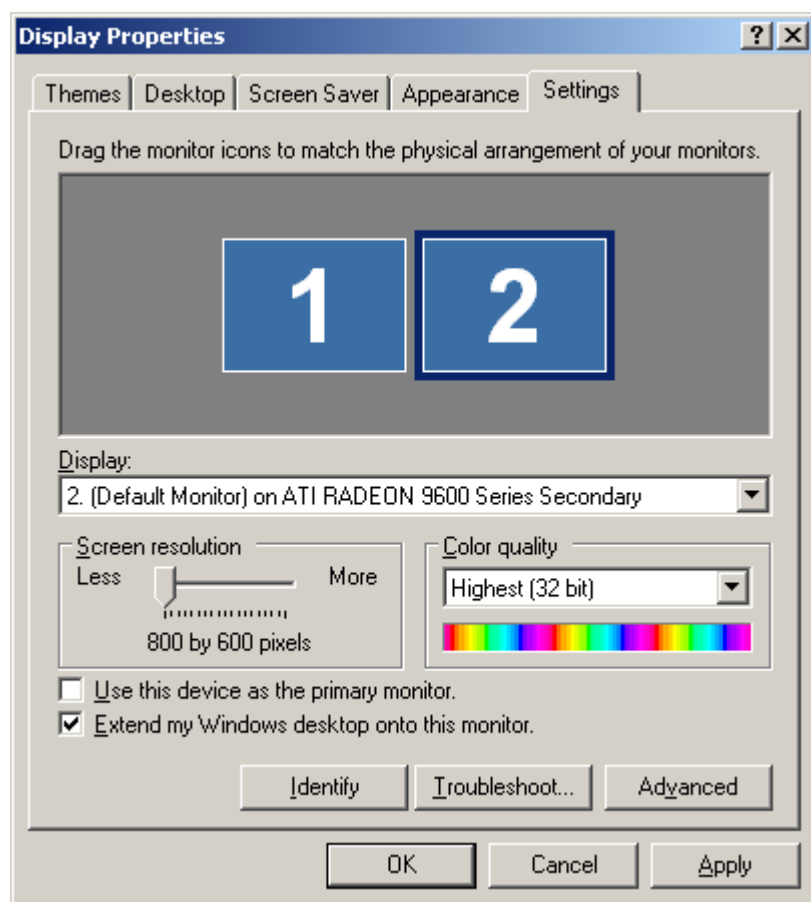 Display Properties
Themes Desktop Screen Saver Appearance Settings
Drag the monitor icons to match the physical arrangement of your monitors.
1 2
Display:
2. (Default Monitor) on ATI RADEON 9600 Series Secondary
Screen resolution Color quality
Less More Highest (32 bit)
800 by 600 pixels
Use this device as the primary monitor.
Extend my Windows desktop onto this monitor.
Identify Troubleshoot... Advanced
OK Cancel Apply